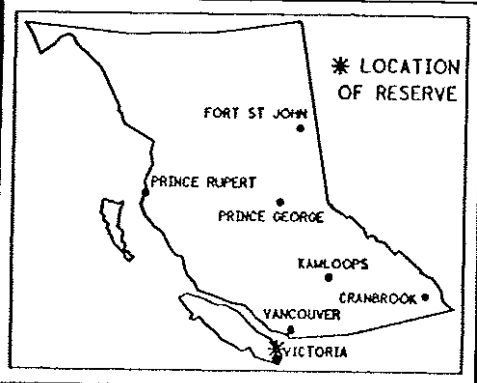 * LOCATION
OF RESERVE
FORT ST JOHN
PRINCE RUPERT
PRINCE GEORGE
KAMLOOPS
CRANBROOK
VANCOUVER
VICTORIA